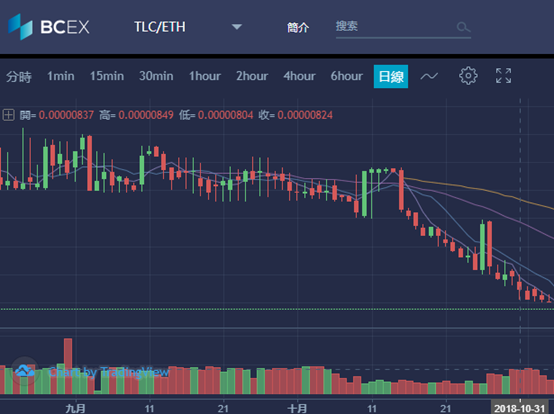 BCEX TLC/ETH 簡介 搜索
分時 1min 15min 30min 1hour 2hour 4hour 6hour 日線
開= 0.00000837 高= 0.00000849 低= 0.00000804 收= 0.00000824
Chart by TradingView
九月 11 21 十月 11 21 2018-10-31